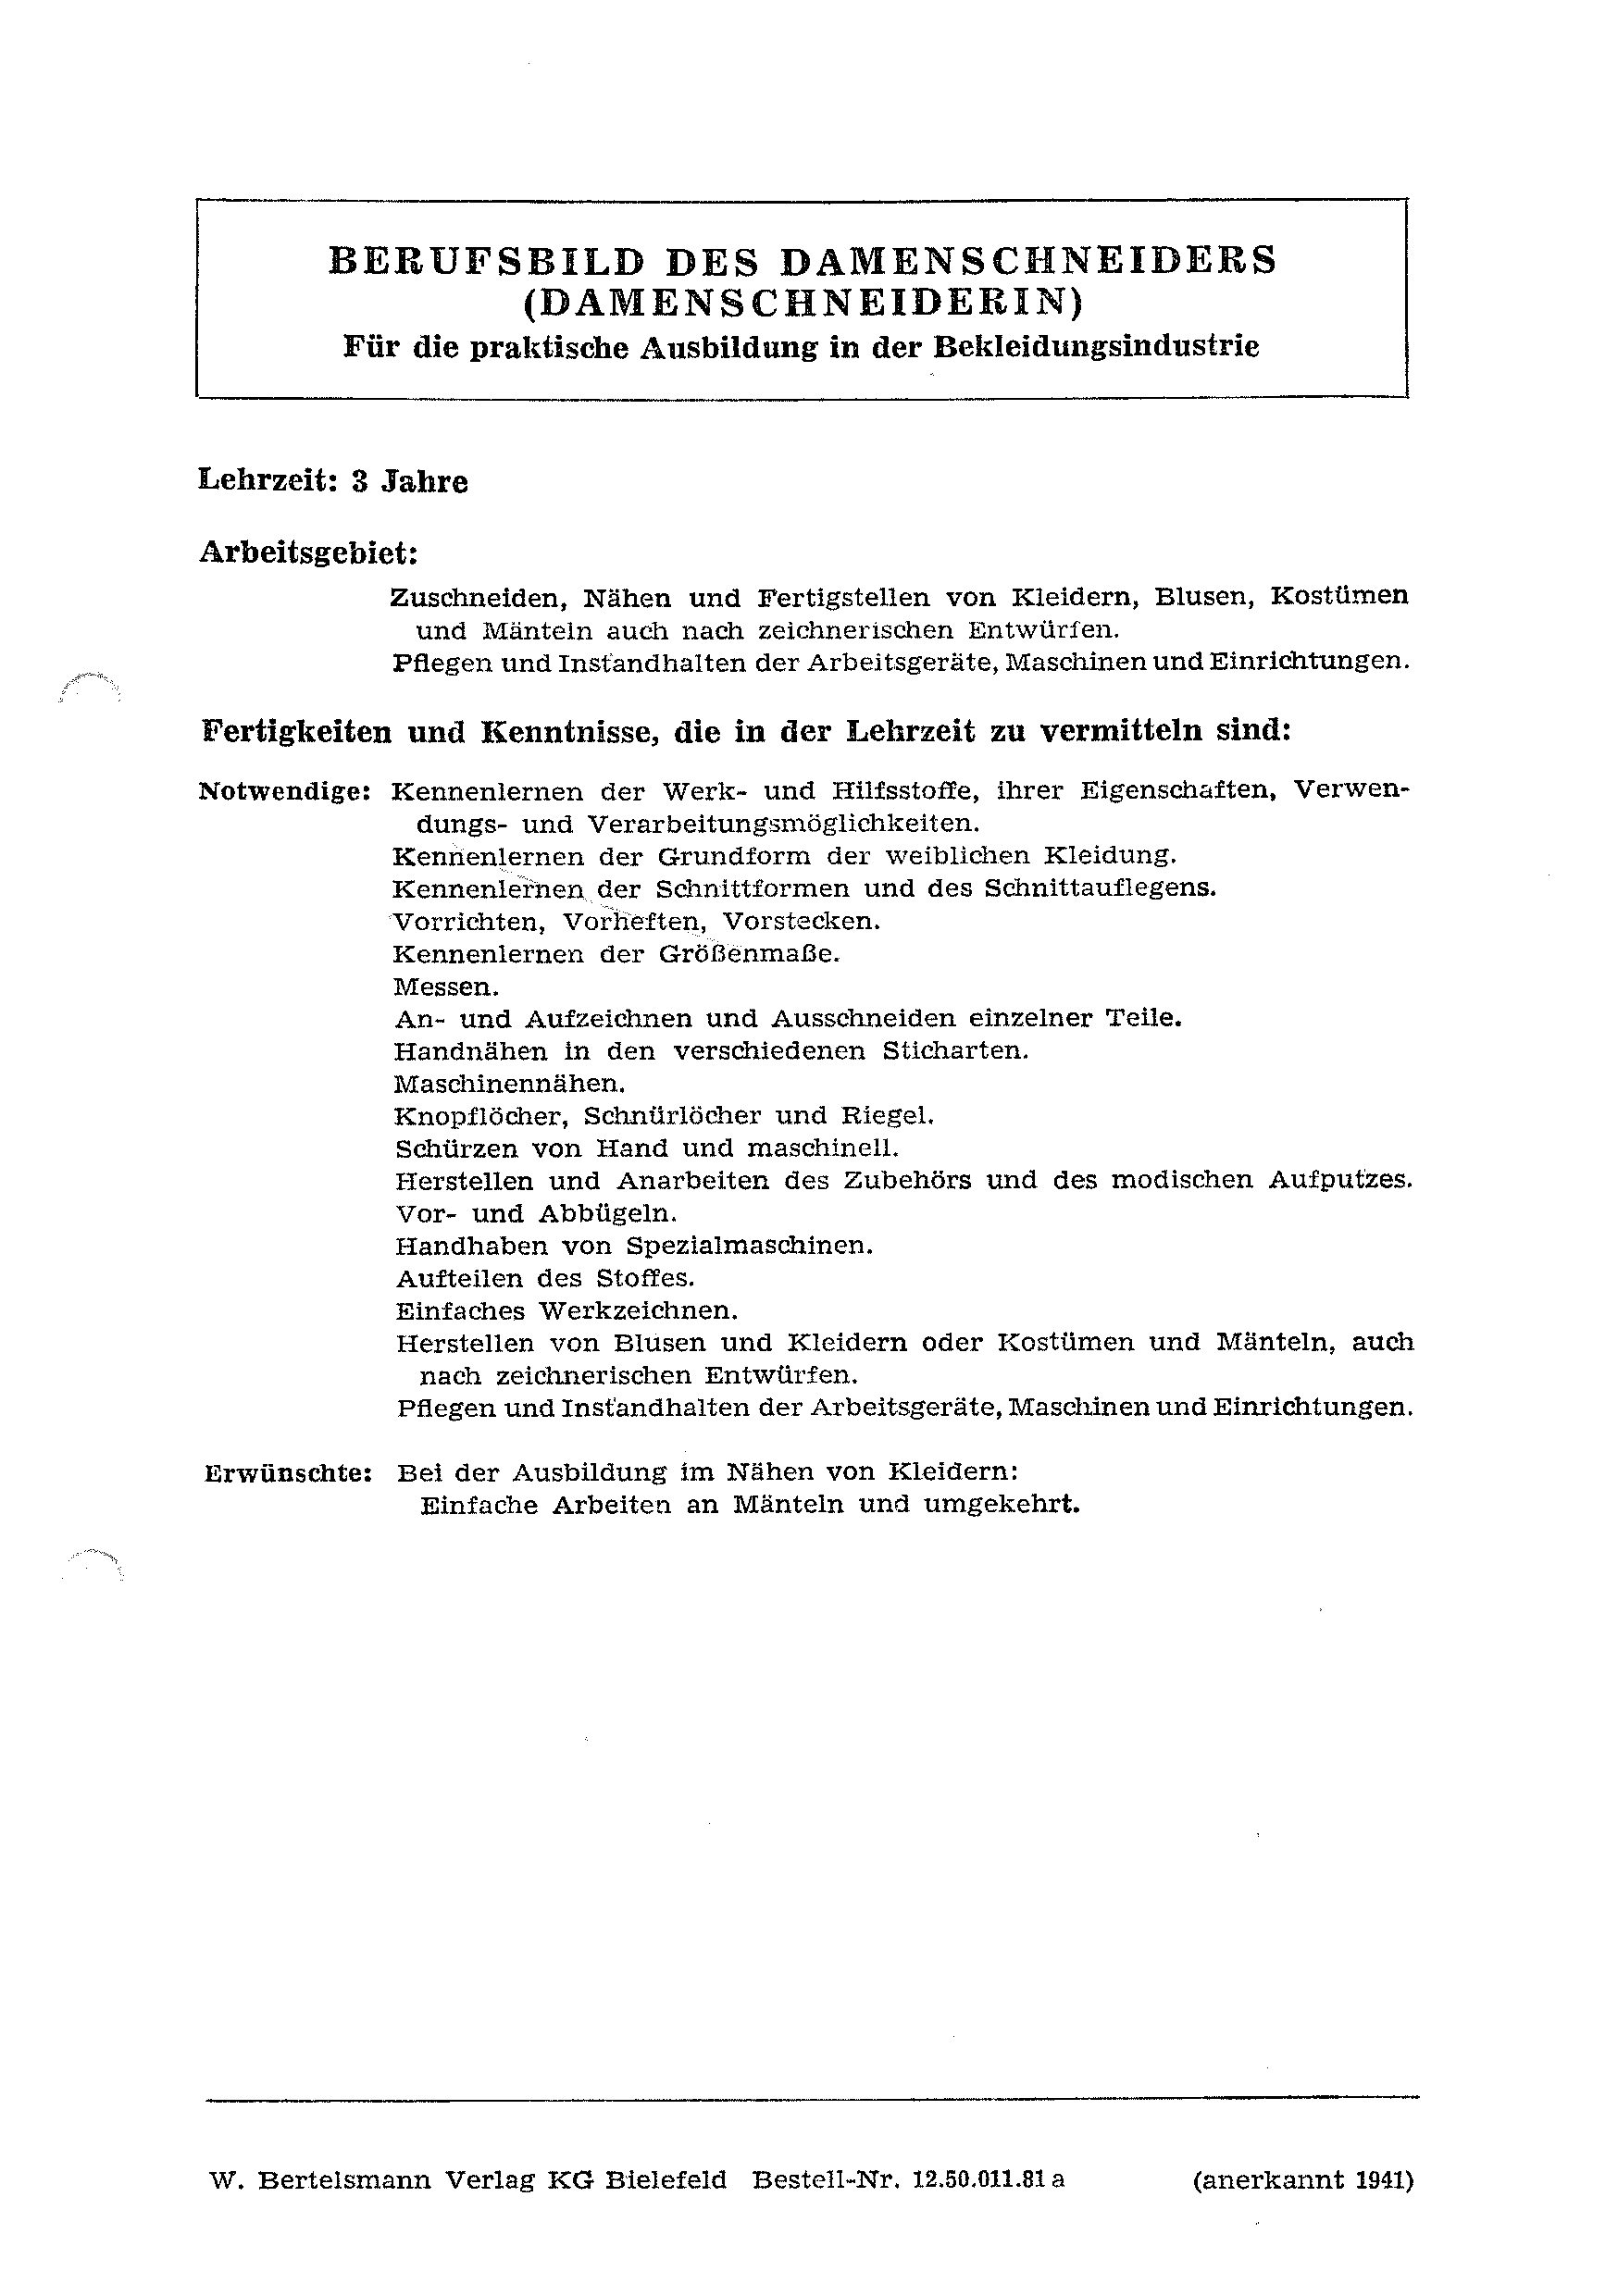 BERUFSBILD DES DAMENSCHNEIDERS
(DAMENSCHNEIDERIN)
Für die praktische Ausbildung in der Bekleidungsindustrie
Lehrzeit: 3 Jahre
Arbeitsgebiet:
Zuschneiden, Nähen und Fertigstellen von Kleidern, Blusen, Kostümen
und Mänteln auch nach zeichnerischen Entwürfen.
Pflegen und Instandhalten der Arbeitsgeräte, Maschinen und Einrichtungen.
Fertigkeiten und Kenntnisse, die in der Lehrzeit zu vermitteln sind:
Notwendige: Kennenlernen der Werk- und Hilfsstoffe, ihrer Eigenschaften, Verwen-
dungs- und Verarbeitungsmöglichkeiten.
Kennenlernen der Grundform der weiblichen Kleidung.
Kennenlernen der Schnittformen und des Schnittauflegens.
Vorrichten, Vorheften, Vorstecken.
Kennenlernen der Größenmaße.
Messen.
An- und Aufzeichnen und Ausschneiden einzelner Teile.
Handnähen in den verschiedenen Sticharten.
Maschinennähen.
Knopflöcher, Schnürlöcher und Riegel.
Schürzen von Hand und maschinell.
Herstellen und Anarbeiten des Zubehörs und des modischen Aufputzes.
Vor- und Abbügeln.
Handhaben von Spezialmaschinen.
Aufteilen des Stoffes.
Einfaches Werkzeichnen.
Herstellen von Blusen und Kleidern oder Kostümen und Mänteln, auch
nach zeichnerischen Entwürfen.
Pflegen und Instandhalten der Arbeitsgeräte, Maschinen und Einrichtungen.
Erwünschte: Bei der Ausbildung im Nähen von Kleidern:
Einfache Arbeiten an Mänteln und umgekehrt.
W. Bertelsmann Verlag KG Bielefeld Bestell-Nr. 12.50.011.81 a (anerkannt 1941)